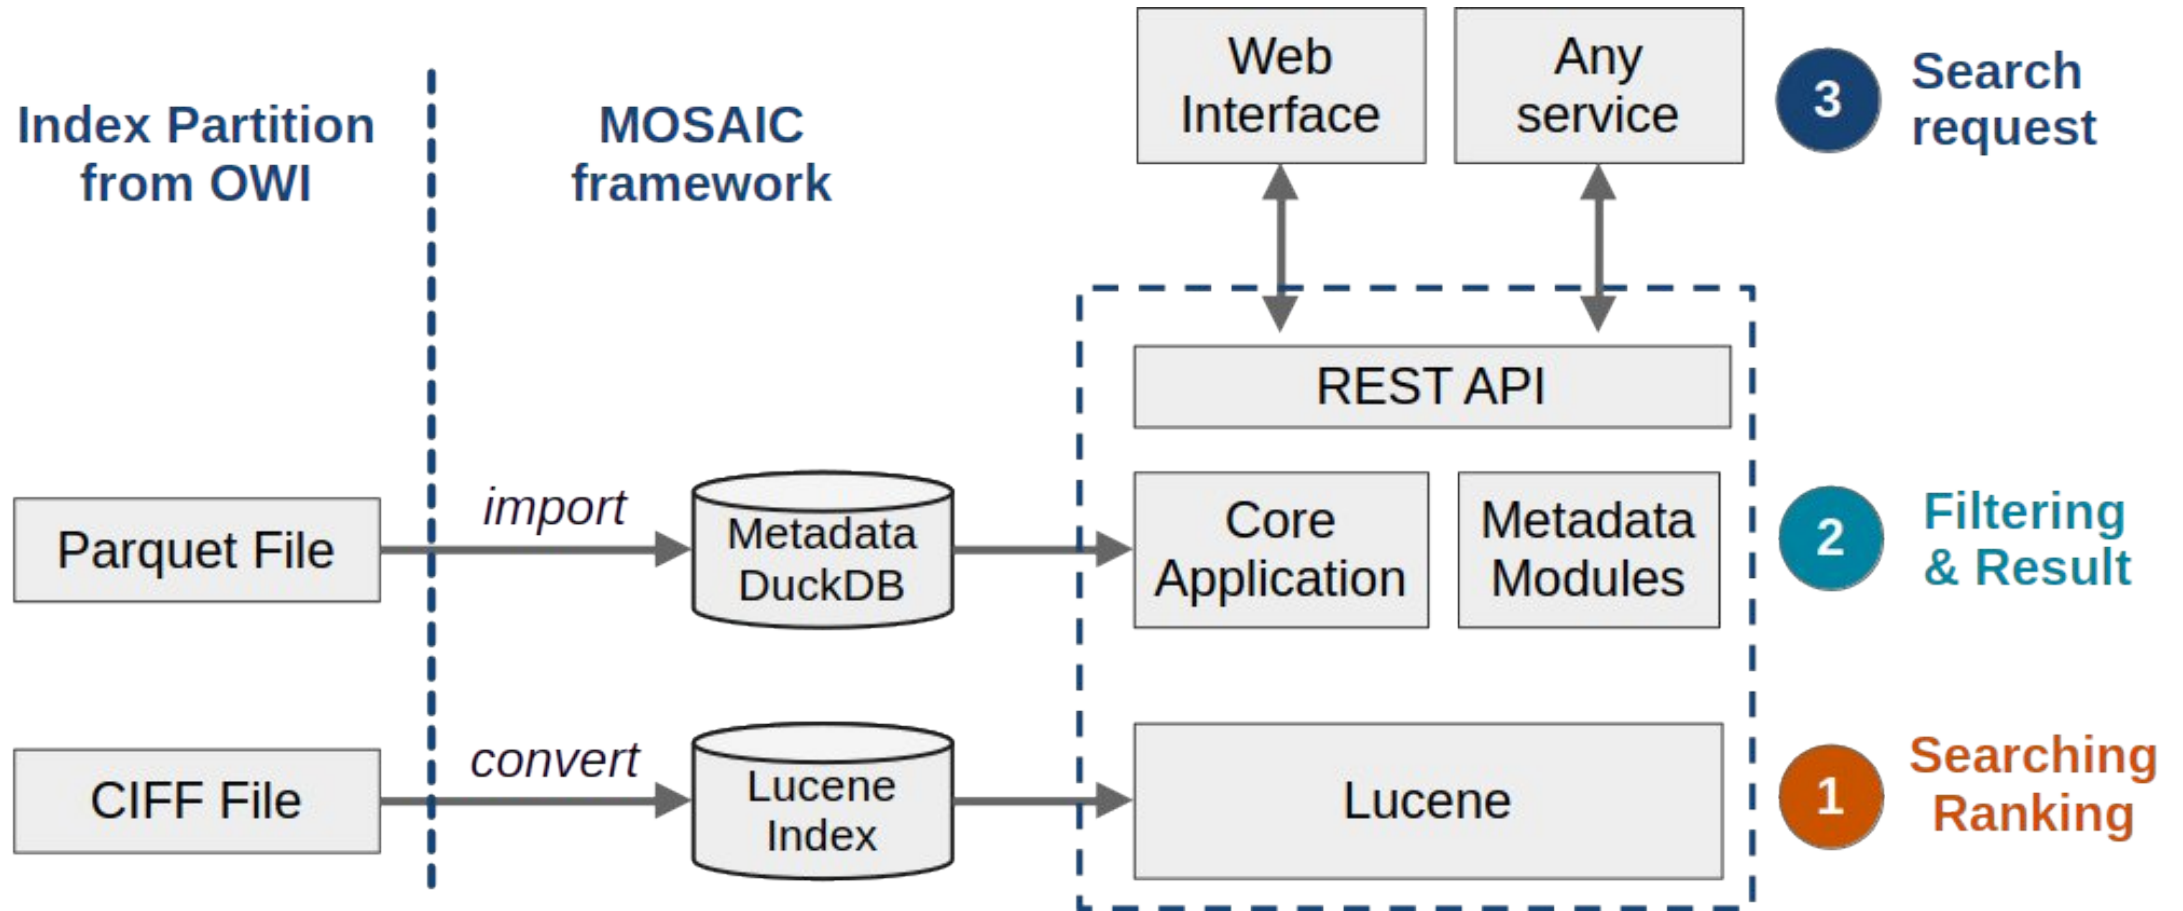 Index Partition
from OWI
MOSAIC
framework
Web
Interface
Any
service
3
Search
request
REST API
Parquet File
import
Metadata
DuckDB
Core
Application
Metadata
Modules
2
Filtering
& Result
CIFF File
convert
Lucene
Index
Lucene
1
Searching
Ranking